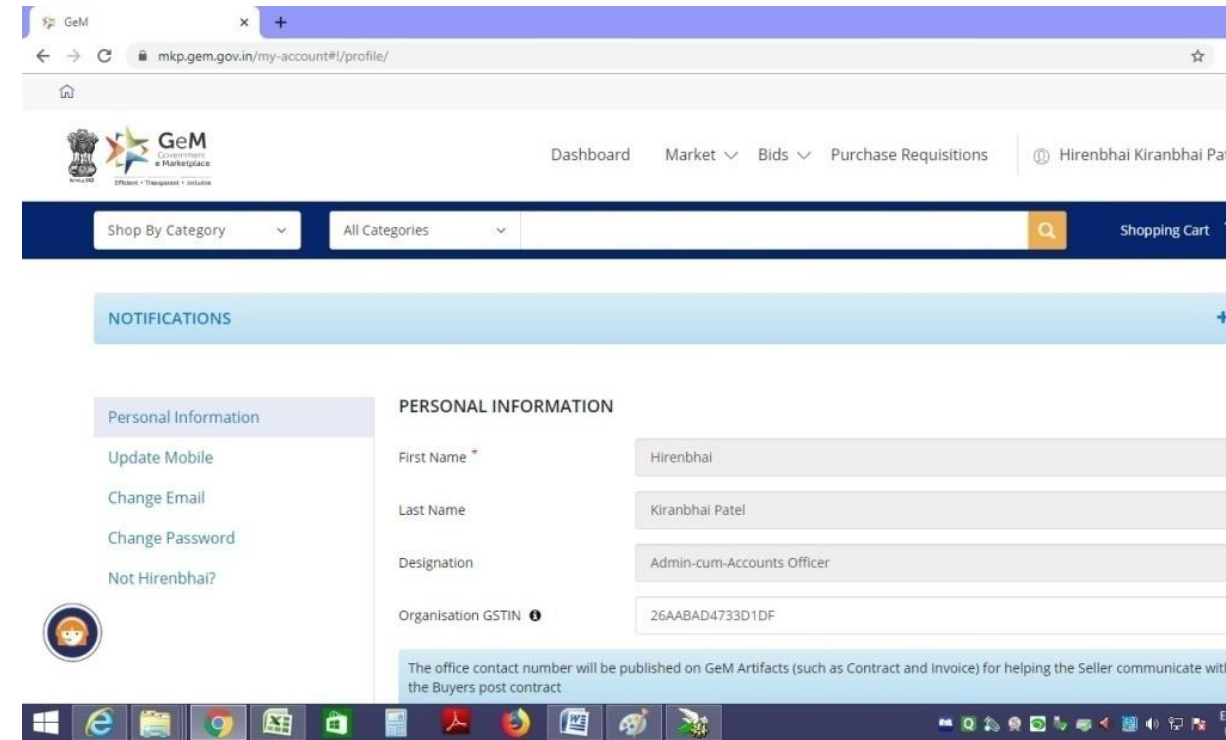 GeM
mkp.gem.gov.in/my-account#!/profile/
GeM
Government
e Marketplace
Efficient • Transparent • Inclusive
Dashboard Market Bids Purchase Requisitions Hirenbhai Kiranbhai Pat
Shop By Category All Categories Shopping Cart
NOTIFICATIONS +
Personal Information
Update Mobile
Change Email
Change Password
Not Hirenbhai?
PERSONAL INFORMATION
First Name * Hirenbhai
Last Name Kiranbhai Patel
Designation Admin-cum-Accounts Officer
Organisation GSTIN 26AABAD4733D1DF
The office contact number will be published on GeM Artifacts (such as Contract and Invoice) for helping the Seller communicate with
the Buyers post contract